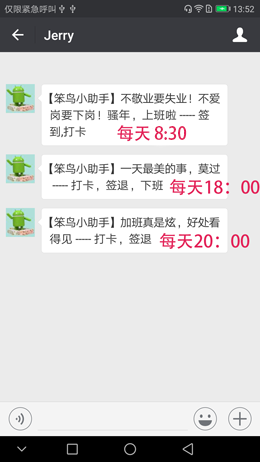 仅限紧急呼叫
13:52
Jerry
【笨鸟小助手】不敬业要失业！不爱
岗要下岗！骚年，上班啦 ----- 签
到,打卡
每天 8:30
【笨鸟小助手】一天最美的事，莫过
----- 打卡，签退，下班
每天18：00
【笨鸟小助手】加班真是炫，好处看
得见 ----- 打卡，签退
每天20：00